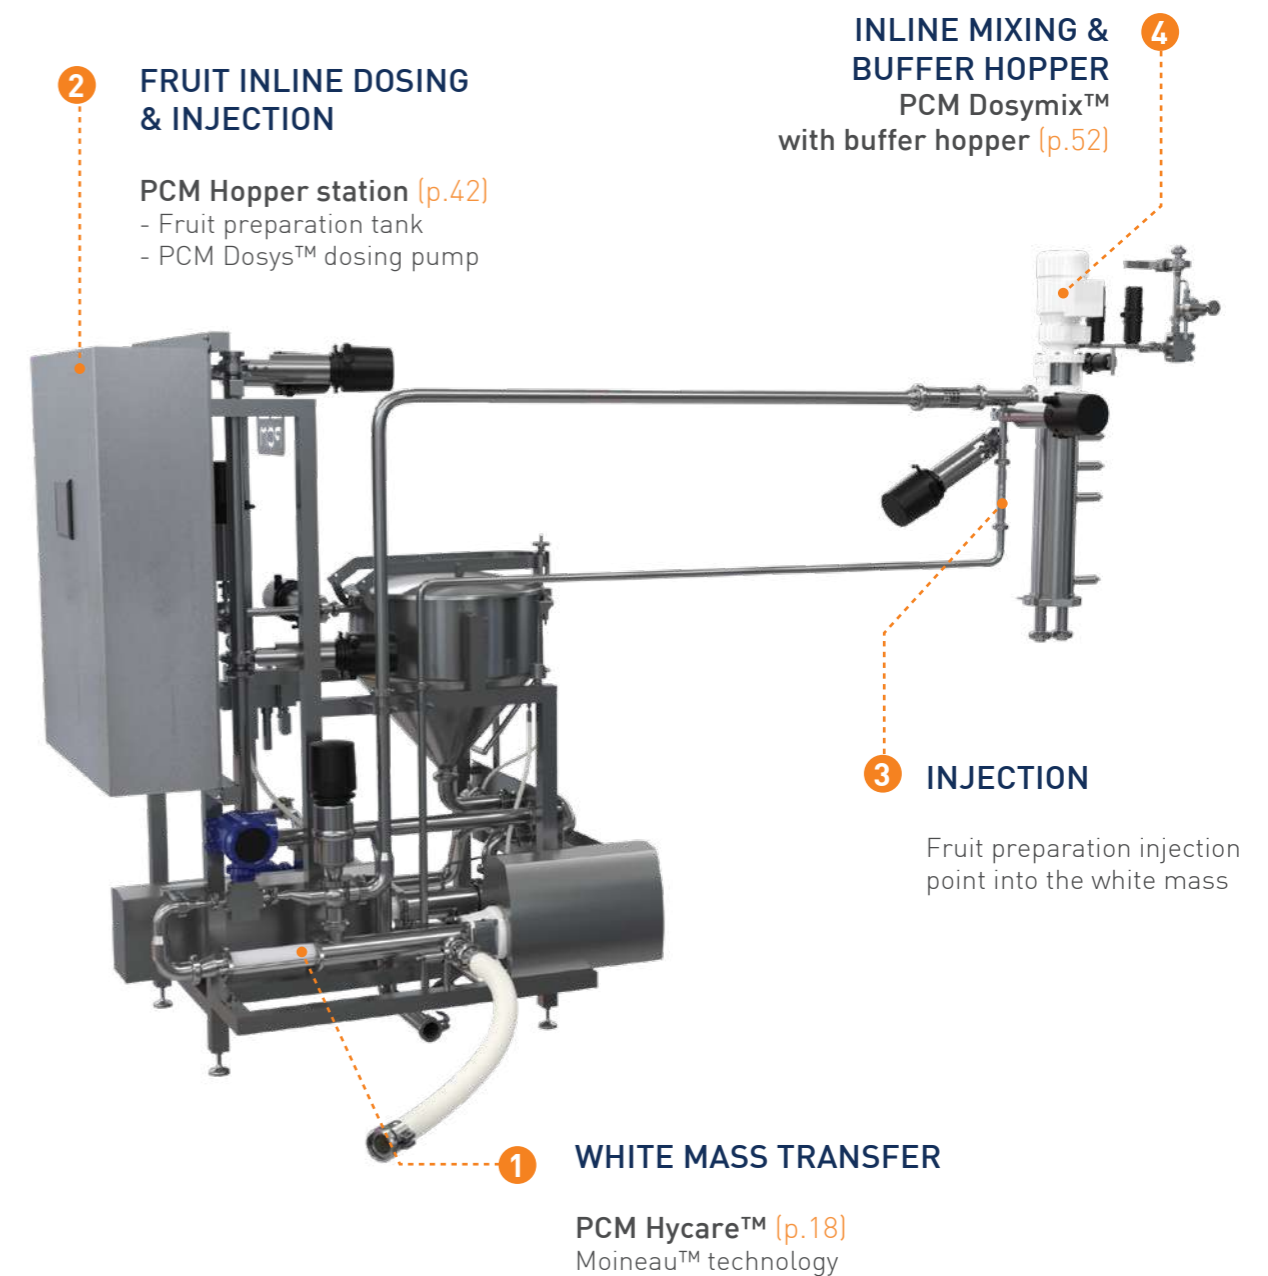 2
FRUIT INLINE DOSING
& INJECTION
PCM Hopper station (p.42)
- Fruit preparation tank
- PCM Dosys™ dosing pump
INLINE MIXING &
BUFFER HOPPER
4
PCM Dosymix™
with buffer hopper (p.52)
pcm
3
INJECTION
Fruit preparation injection
point into the white mass
1
WHITE MASS TRANSFER
PCM Hycare™ (p.18)
Moineau™ technology